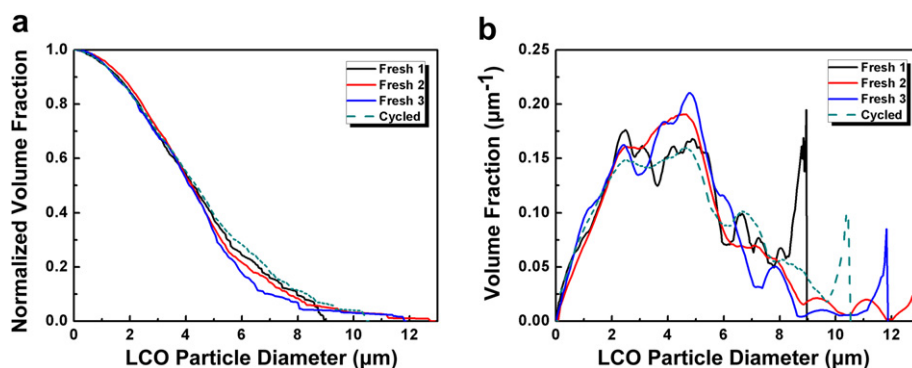 a
Normalized Volume Fraction
1.0
0.8
0.6
0.4
0.2
0.0
Fresh 1
Fresh 2
Fresh 3
Cycled
0 2 4 6 8 10 12
LCO Particle Diameter (µm)
b
Volume Fraction (µm⁻¹)
0.25
0.20
0.15
0.10
0.05
0.00
Fresh 1
Fresh 2
Fresh 3
Cycled
0 2 4 6 8 10 12
LCO Particle Diameter (µm)